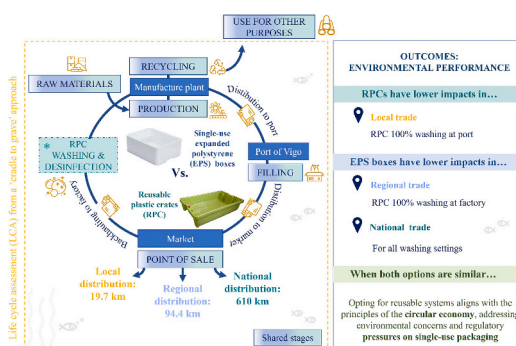 Life cycle assessment (LCA) from a 'cradle to grave' approach
USE FOR OTHER
PURPOSES
RECYCLING
RAW MATERIALS
Manufacture plant
PRODUCTION
Distibution to port
*
RPC
WASHING &
DESINFECTION
Single-use
expanded
polystyrene
(EPS) boxes
Vs.
Reusable
plastic crates
(RPC)
Port of Vigo
FILLING
Backhauling to factory
Distibution to market
Market
POINT OF SALE
Local
distribution:
19.7 km
Regional
distribution:
94.4 km
National
distribution:
610 km
Shared stages
OUTCOMES:
ENVIRONMENTAL PERFORMANCE
RPCs have lower impacts in…
Local trade
RPC 100% washing at port
EPS boxes have lower impacts in…
Regional trade
RPC 100% washing at factory
National trade
For all washing settings
When both options are similar…
Opting for reusable systems aligns with the
principles of the circular economy, addressing
environmental concerns and regulatory
pressures on single-use packaging